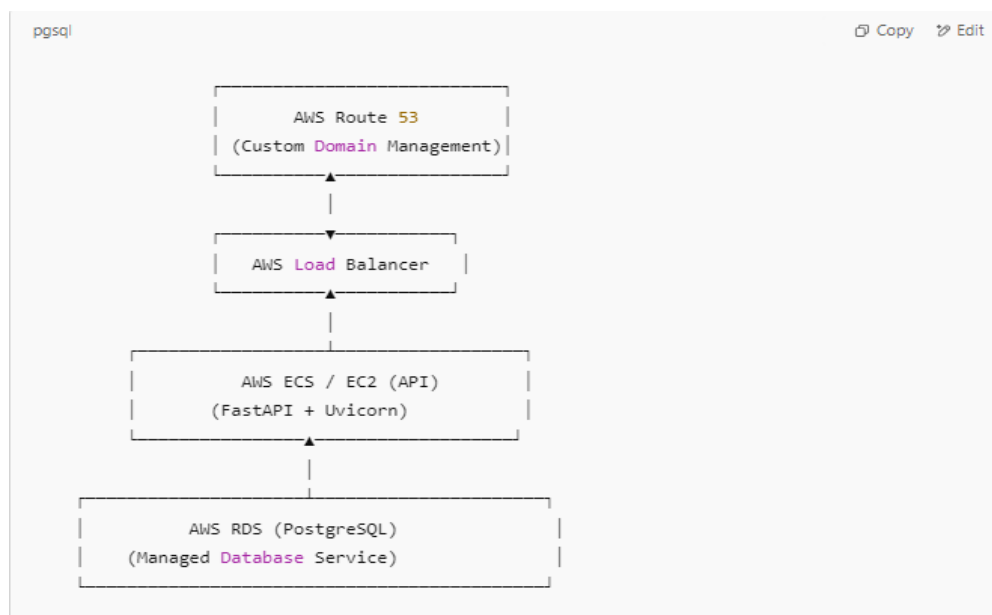 pgsql
Copy
Edit
AWS Route 53
(Custom Domain Management)
AWS Load Balancer
AWS ECS / EC2 (API)
(FastAPI + Uvicorn)
AWS RDS (PostgreSQL)
(Managed Database Service)